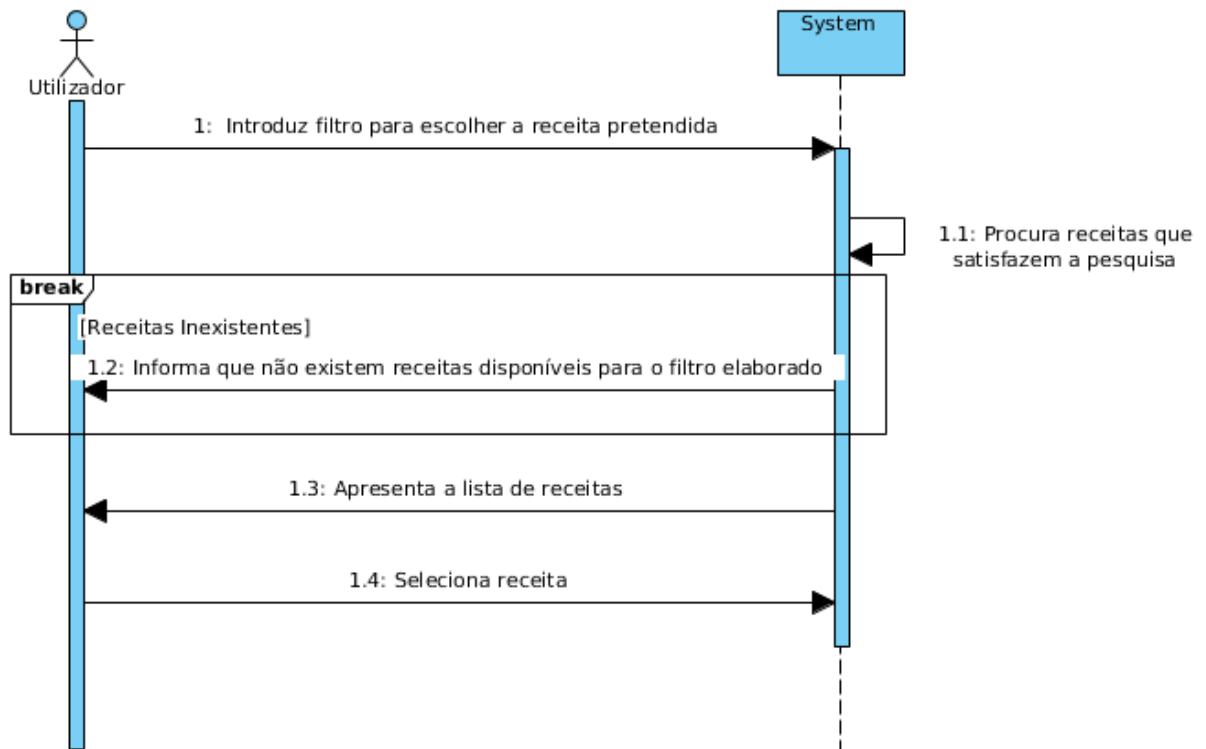 System
Utilizador
1: Introduz filtro para escolher a receita pretendida
1.1: Procura receitas que
satisfazem a pesquisa
break
[Receitas Inexistentes]
1.2: Informa que não existem receitas disponíveis para o filtro elaborado
1.3: Apresenta a lista de receitas
1.4: Seleciona receita